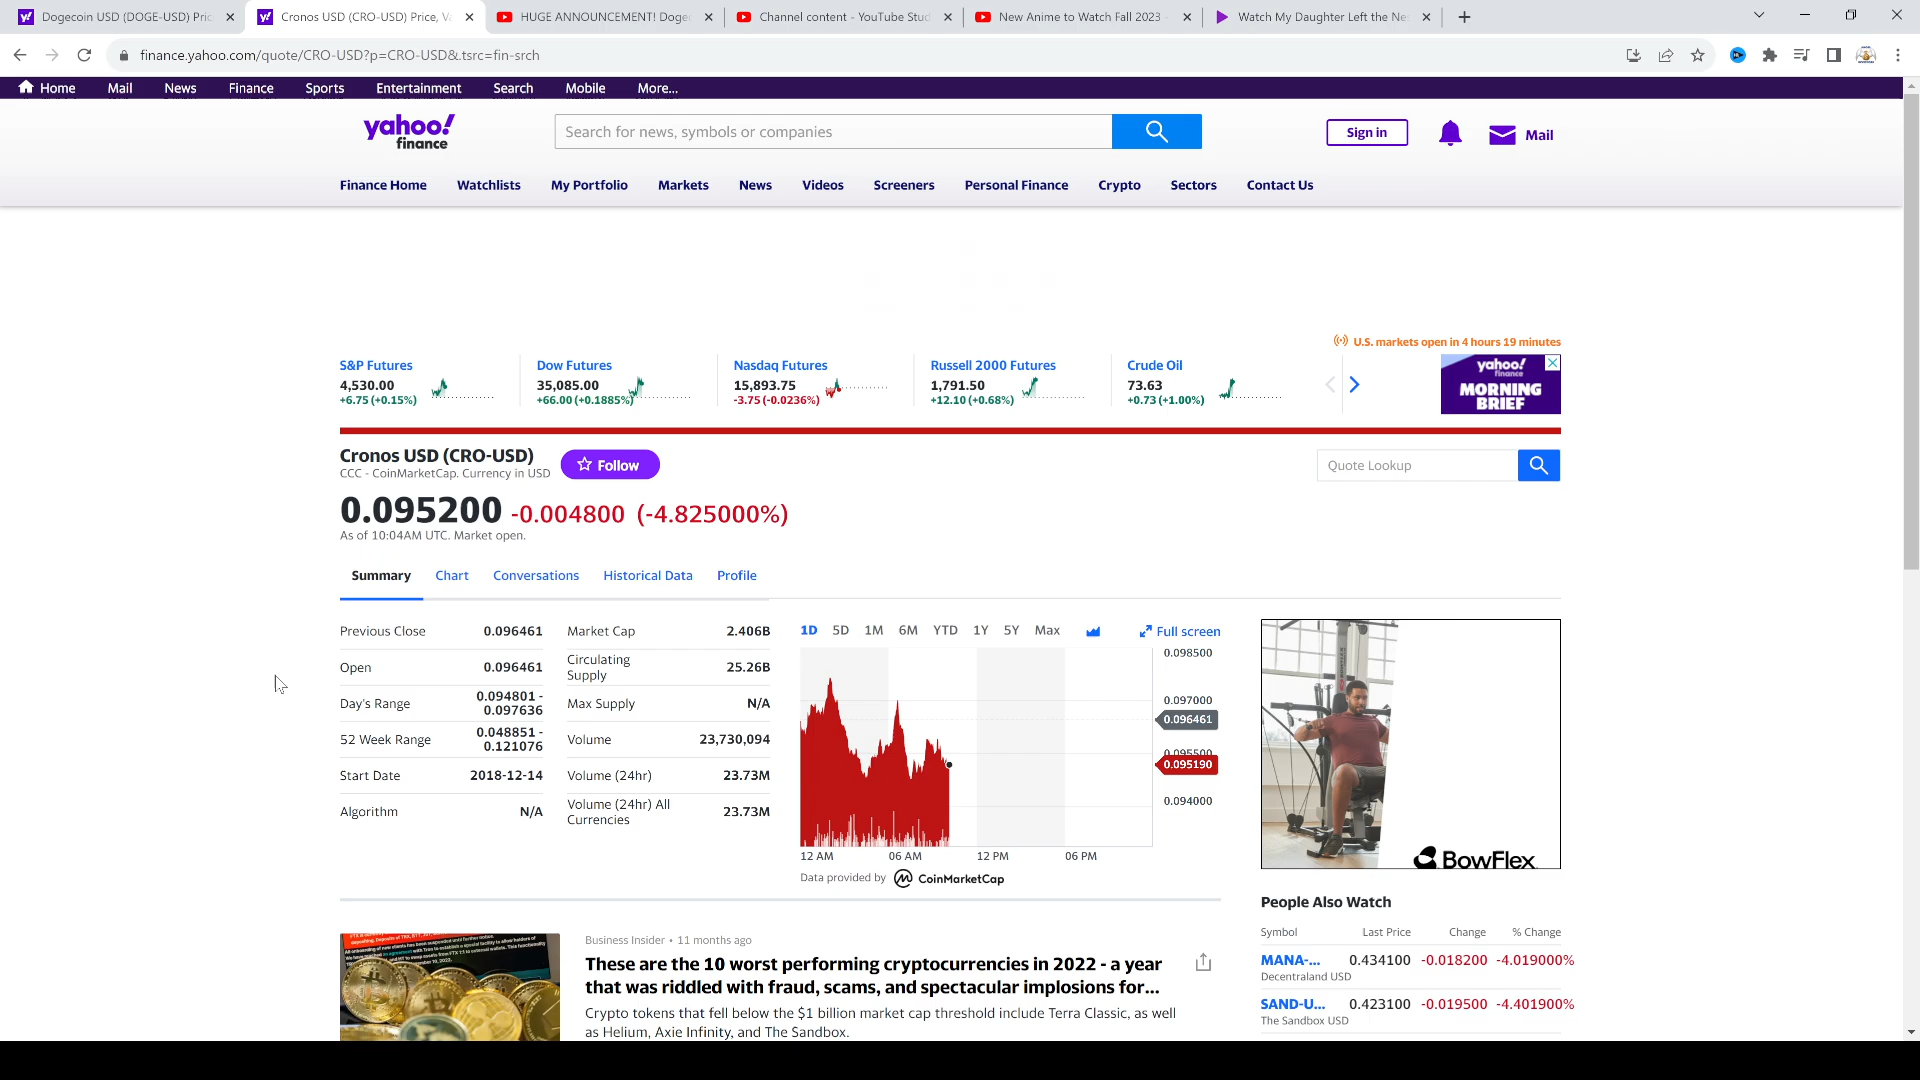 Dogecoin USD (DOGE-USD) Pric
Cronos USD (CRO-USD) Price, Va
HUGE ANNOUNCEMENT! Doge
Channel content - YouTube Stud
New Anime to Watch Fall 2023 -
Watch My Daughter Left the Ne
finance.yahoo.com/quote/CRO-USD?p=CRO-USD&.tsrc=fin-srch
Home Mail News Finance Sports Entertainment Search Mobile More...
yahoo!
finance
Search for news, symbols or companies
Sign in
Mail
Finance Home Watchlists My Portfolio Markets News Videos Screeners Personal Finance Crypto Sectors Contact Us
U.S. markets open in 4 hours 19 minutes
S&P Futures
4,530.00
+6.75 (+0.15%)
Dow Futures
35,085.00
+66.00 (+0.1885%)
Nasdaq Futures
15,893.75
-3.75 (-0.0236%)
Russell 2000 Futures
1,791.50
+12.10 (+0.68%)
Crude Oil
73.63
+0.73 (+1.00%)
yahoo!
finance
MORNING
BRIEF
Cronos USD (CRO-USD)
CCC - CoinMarketCap. Currency in USD
Follow
Quote Lookup
0.095200 -0.004800 (-4.825000%)
As of 10:04AM UTC. Market open.
Summary Chart Conversations Historical Data Profile
Previous Close 0.096461
Open 0.096461
Day's Range 0.094801 -
0.097636
52 Week Range 0.048851 -
0.121076
Start Date 2018-12-14
Algorithm N/A
Market Cap 2.406B
Circulating
Supply 25.26B
Max Supply N/A
Volume 23,730,094
Volume (24hr) 23.73M
Volume (24hr) All
Currencies 23.73M
1D 5D 1M 6M YTD 1Y 5Y Max
Full screen
0.098500
0.097000
0.096461
0.095500
0.095190
0.094000
12 AM 06 AM 12 PM 06 PM
Data provided by CoinMarketCap
BowFlex
People Also Watch
Symbol Last Price Change % Change
MANA-... 0.434100 -0.018200 -4.019000%
Decentraland USD
SAND-U... 0.423100 -0.019500 -4.401900%
The Sandbox USD
Business Insider • 11 months ago
These are the 10 worst performing cryptocurrencies in 2022 - a year
that was riddled with fraud, scams, and spectacular implosions for...
Crypto tokens that fell below the $1 billion market cap threshold include Terra Classic, as well
as Helium, Axie Infinity, and The Sandbox.